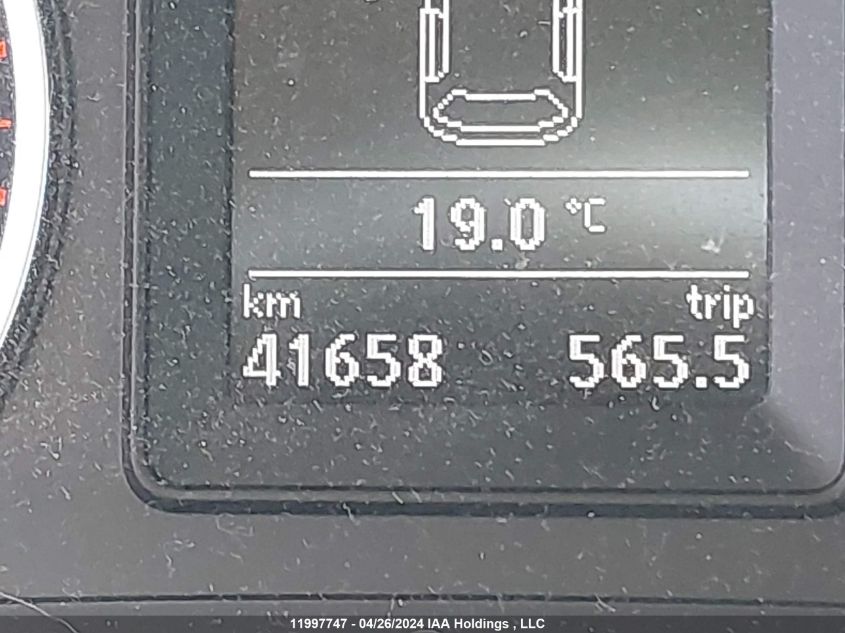 19.0 °C
km trip
41658 565.5
11997747 - 04/26/2024 IAA Holdings , LLC